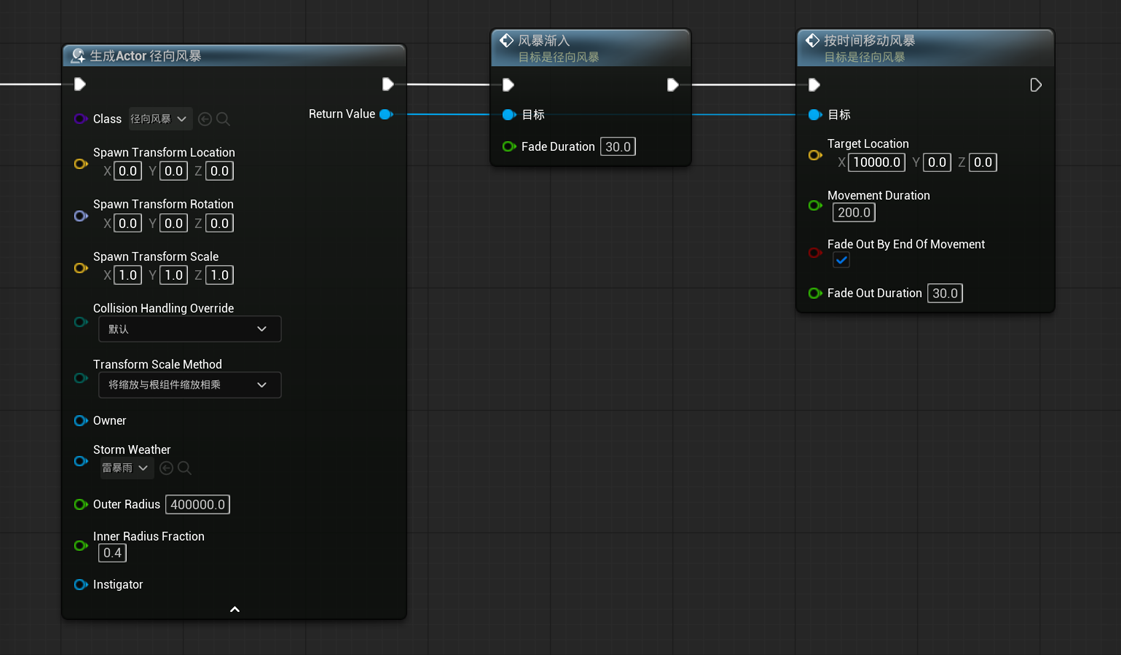 生成Actor 径向风暴
Class 径向风暴
Return Value
Spawn Transform Location
X 0.0 Y 0.0 Z 0.0
Spawn Transform Rotation
X 0.0 Y 0.0 Z 0.0
Spawn Transform Scale
X 1.0 Y 1.0 Z 1.0
Collision Handling Override
默认
Transform Scale Method
将缩放与根组件缩放相乘
Owner
Storm Weather
雷暴雨
Outer Radius 400000.0
Inner Radius Fraction
0.4
Instigator
风暴渐入
目标是径向风暴
目标
Fade Duration 30.0
按时间移动风暴
目标是径向风暴
目标
Target Location
X 10000.0 Y 0.0 Z 0.0
Movement Duration
200.0
Fade Out By End Of Movement
Fade Out Duration 30.0